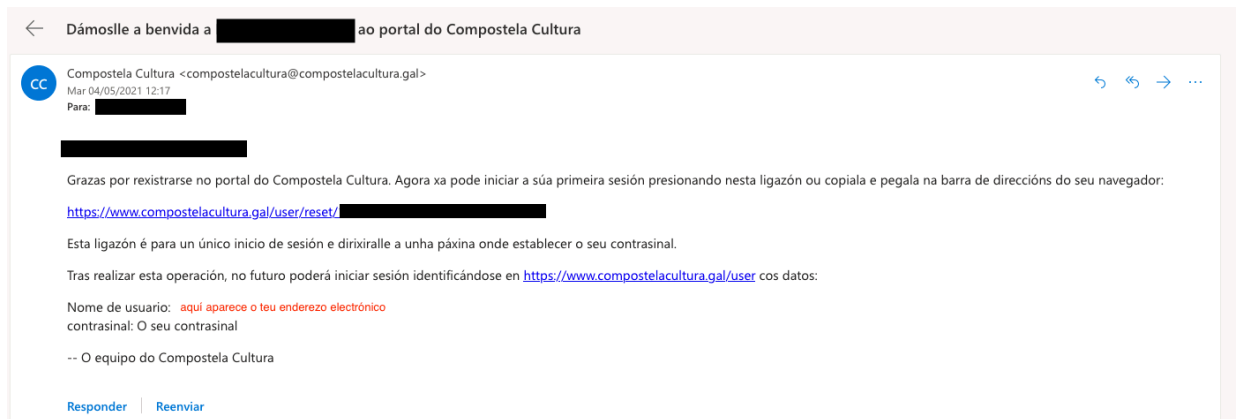 Dámoslle a benvida a ao portal do Compostela Cultura
CC
Compostela Cultura <compostelacultura@compostelacultura.gal>
Mar 04/05/2021 12:17
Para:
Grazas por rexistrarse no portal do Compostela Cultura. Agora xa pode iniciar a súa primeira sesión presionando nesta ligazón ou copiala e pegala na barra de direccións do seu navegador:
https://www.compostelacultura.gal/user/reset/
Esta ligazón é para un único inicio de sesión e dirixiralle a unha páxina onde establecer o seu contrasinal.
Tras realizar esta operación, no futuro poderá iniciar sesión identificándose en https://www.compostelacultura.gal/user cos datos:
Nome de usuario: aquí aparece o teu enderezo electrónico
contrasinal: O seu contrasinal
-- O equipo do Compostela Cultura
Responder Reenviar